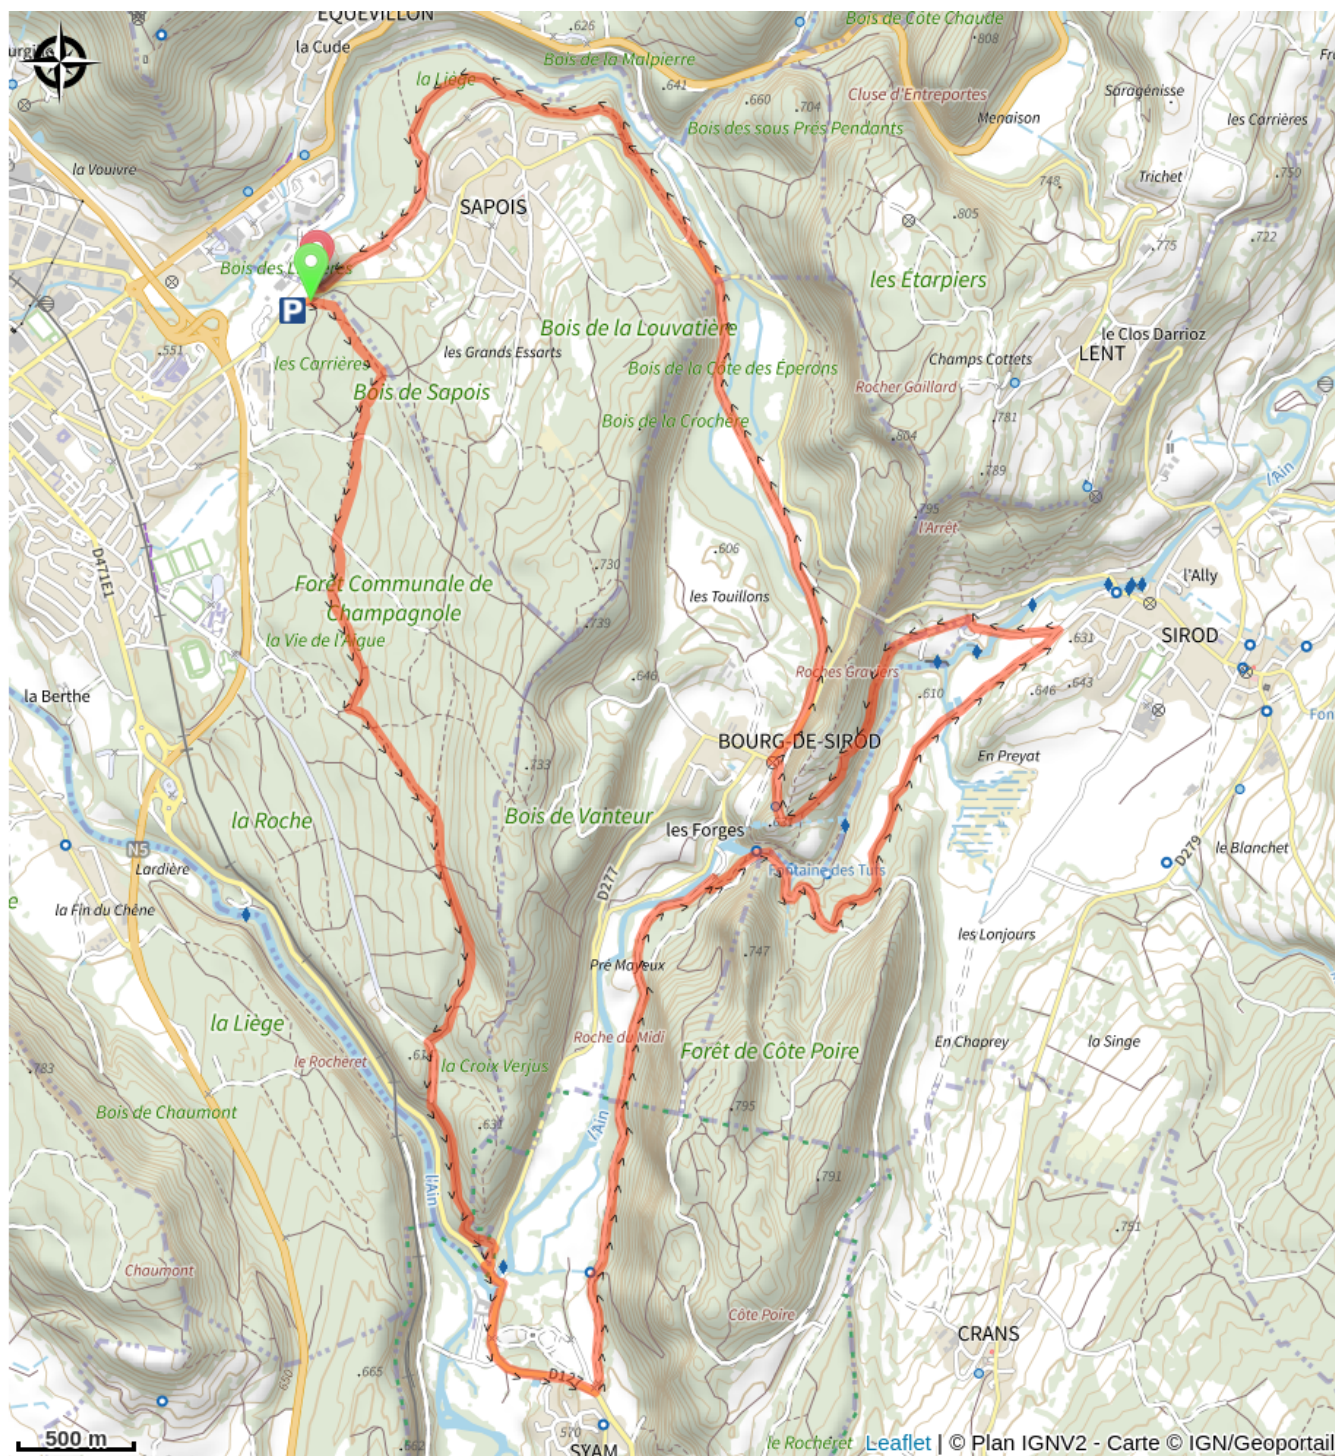 EQUEVILLON
Bois de Côte Chaude
.626
.808
la Cude
Bois de la Malpierre
la Liège
.641
.660
.704
Cluse d'Entreportes
Saragénisse
Menaison
les Carrières
Bois des sous Prés Pendants
la Vouivre
Trichet
.750
748
SAPOIS
.805
.775
.722
les Étarpiers
P
Bois de la Louvatière
le Clos Darrioz
.551
les Grands Essarts
LENT
les Carrières
Bois de la Côte des Éperons
Champs Cottets
Bois de Sapois
Rocher Gaillard
Bois de la Crochère
.781
.804
.789
l'Ain
.795
l'Arrêt
D471E1
.606
.730
les Touillons
l'Ally
Forêt Communale de
Champagnole
.739
la Vie de l'Aigue
.631
SIROD
.646
Roches Graviers
la Berthe
.610
.646
.643
BOURG-DE-SIROD
En Preyat
.733
la Roche
Bois de Vanteur
les Forges
N5
Lardière
Fontaine des Tufs
D279
le Blanchet
D277
la Fin du Chêne
les Lonjours
.747
Pré Mayeux
la Liège
Roche du Midi
Forêt de Côte Poire
En Chaprey
la Singe
le Rocheret
la Croix Verjus
.783
Bois de Chaumont
.795
.631
l'Ain
l'Ain
.791
.751
Chaumont
Côte Poire
CRANS
.665
D127
650
570
SYAM
le Rocheret
500 m
Leaflet | © Plan IGNV2 - Carte © IGN/Geoportail